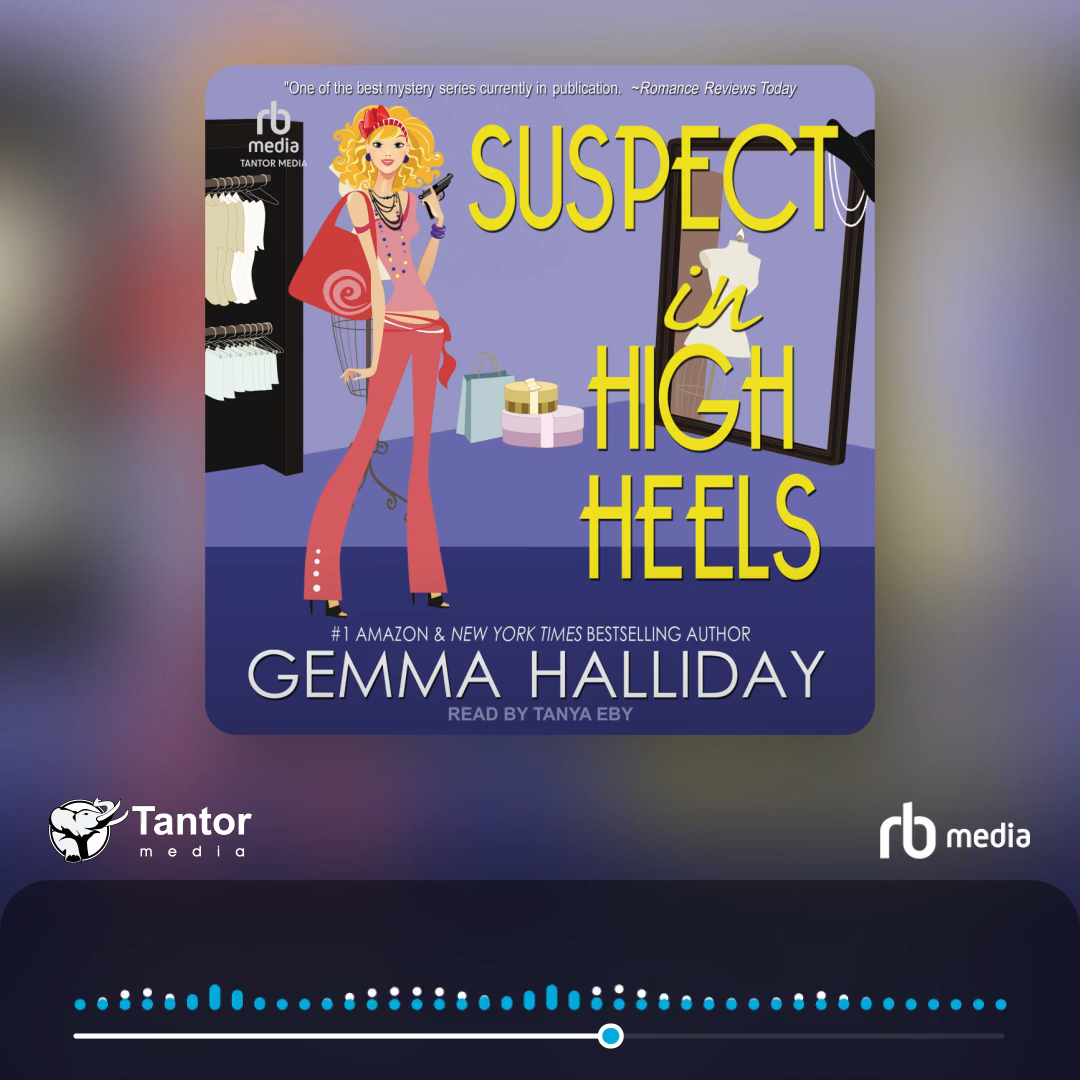 "One of the best mystery series currently in publication. ~Romance Reviews Today
rb
media
TANTOR MEDIA
SUSPECT
in
HIGH
HEELS
#1 AMAZON & NEW YORK TIMES BESTSELLING AUTHOR
GEMMA HALLIDAY
READ BY TANYA EBY
Tantor
media
rb media